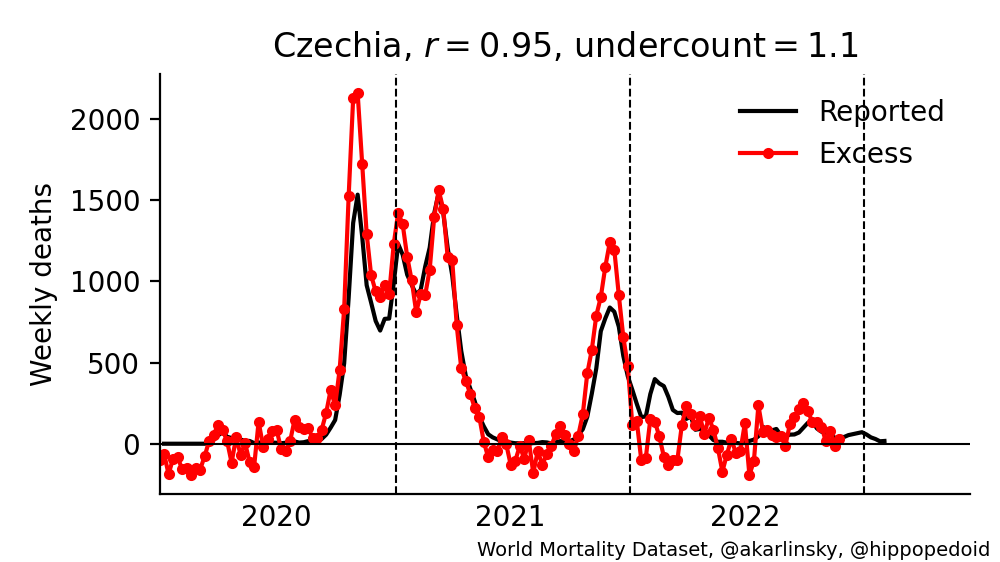 Czechia, r = 0.95, undercount = 1.1
Reported
Excess
Weekly deaths
2000
1500
1000
500
0
2020 2021 2022
World Mortality Dataset, @akarlinsky, @hippopedoid